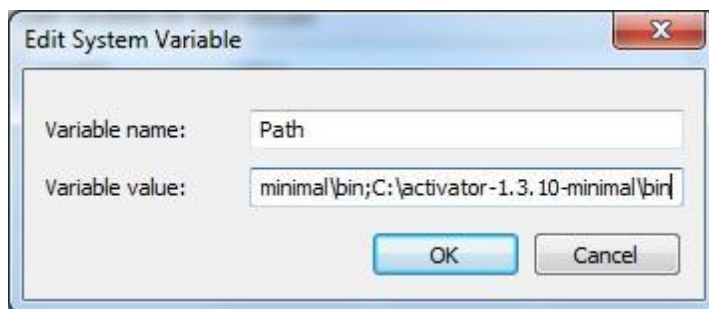 Edit System Variable
Variable name: Path
Variable value: minimal\bin;C:\activator-1.3.10-minimal\bin
OK Cancel